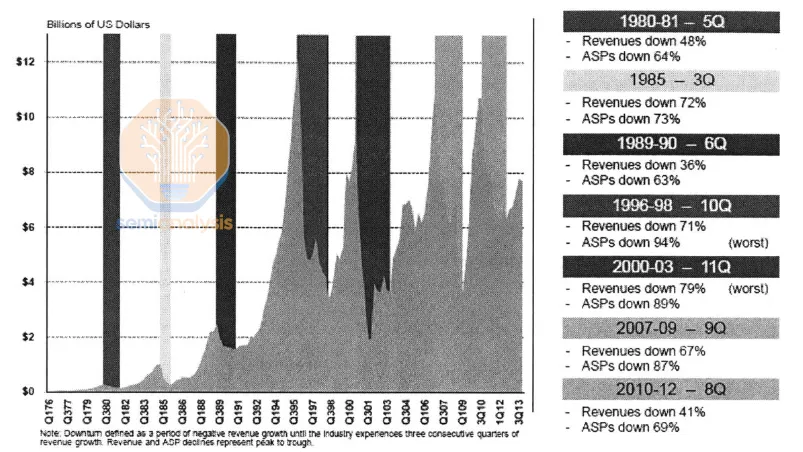 Billions of US Dollars
$12
$10
$8
$6
$4
$2
$0
Q176
Q377
Q179
Q380
Q182
Q383
Q185
Q386
Q188
Q389
Q191
Q392
Q394
Q395
Q197
Q398
Q100
Q301
Q103
Q304
Q106
Q307
Q109
3Q10
1Q12
3Q13
semianalysis
Note: Downturn defined as a period of negative revenue growth until the industry experiences three consecutive quarters of
revenue growth. Revenue and ASP declines represent peak to trough.
1980-81 – 5Q
- Revenues down 48%
- ASPs down 64%
1985 – 3Q
- Revenues down 72%
- ASPs down 73%
1989-90 – 6Q
- Revenues down 36%
- ASPs down 63%
1996-98 – 10Q
- Revenues down 71%
- ASPs down 94% (worst)
2000-03 – 11Q
- Revenues down 79% (worst)
- ASPs down 89%
2007-09 – 9Q
- Revenues down 67%
- ASPs down 87%
2010-12 – 8Q
- Revenues down 41%
- ASPs down 69%